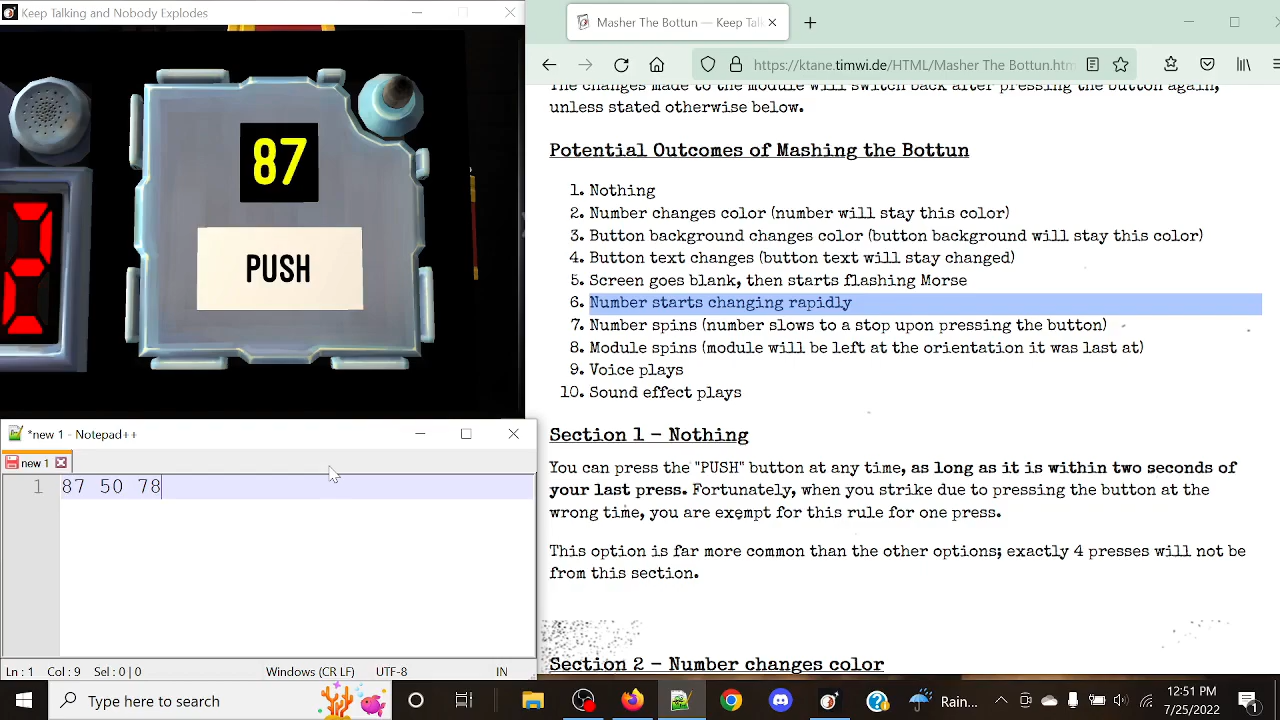 Keep Talking and Nobody Explodes
87
PUSH
*new 1 - Notepad++
new 1
1 87 50 78
Ln : 1 Col : 9 Sel : 0 | 0 Windows (CR LF) UTF-8 IN
Masher The Bottun — Keep Talk
https://ktane.timwi.de/HTML/Masher The Bottun.htm
The changes made to the module will switch back after pressing the button again,
unless stated otherwise below.
Potential Outcomes of Mashing the Bottun
1. Nothing
2. Number changes color (number will stay this color)
3. Button background changes color (button background will stay this color)
4. Button text changes (button text will stay changed)
5. Screen goes blank, then starts flashing Morse
6. Number starts changing rapidly
7. Number spins (number slows to a stop upon pressing the button)
8. Module spins (module will be left at the orientation it was last at)
9. Voice plays
10. Sound effect plays
Section 1 – Nothing
You can press the "PUSH" button at any time, as long as it is within two seconds of
your last press. Fortunately, when you strike due to pressing the button at the
wrong time, you are exempt for this rule for one press.
This option is far more common than the other options; exactly 4 presses will not be
from this section.
Section 2 – Number changes color
Type here to search
Rain...
12:51 PM
7/25/2022
1